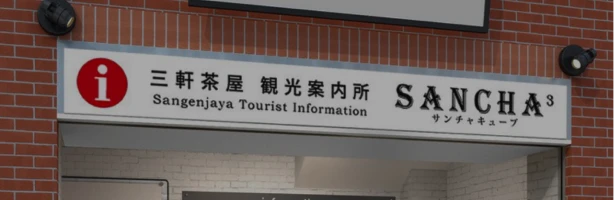 i
三軒茶屋 観光案内所
Sangenjaya Tourist Information
SANCHA³
サンチャキューブ